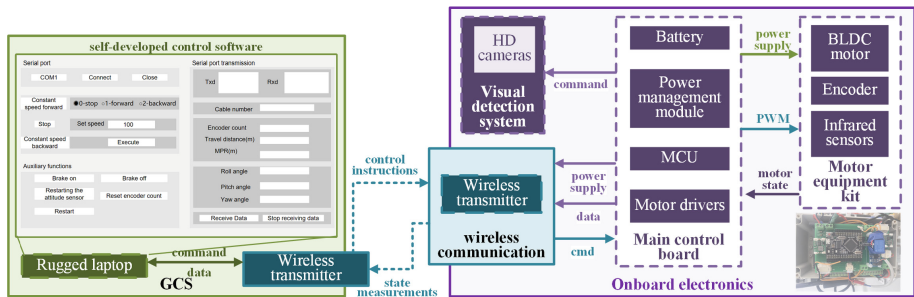 self-developed control software
Serial port
COM1
Connect
Close
Constant
speed forward
0-stop
1-forward
2-backward
Stop
Set speed
100
Constant speed
backward
Execute
Auxiliary functions
Brake on
Brake off
Restarting the
attitude sensor
Reset encoder count
Restart
Serial port transmission
Txd
Rxd
Cable number
Encoder count
Travel distance(m)
MPR(m)
Roll angle
Pitch angle
Yaw angle
Receive Data
Stop receiving data
Rugged laptop
command
data
GCS
Wireless
transmitter
control
instructions
state
measurements
Wireless
transmitter
wireless
communication
HD
cameras
Visual
detection
system
command
power
supply
data
cmd
Battery
Power
management
module
MCU
Motor drivers
Main control
board
power
supply
PWM
motor
state
BLDC
motor
Encoder
Infrared
sensors
Motor
equipment
kit
Onboard electronics